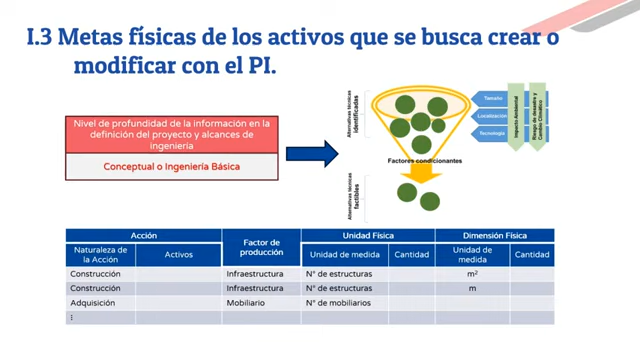 I.3 Metas físicas de los activos que se busca crear o
modificar con el PI.
Nivel de profundidad de la información en la
definición del proyecto y alcances de
ingeniería
Conceptual o Ingeniería Básica
Alternativas técnicas
identificadas
Tamaño
Localización
Tecnología
Impacto Ambiental
Riesgo de desastre y
Cambio Climático
Factores condicionantes
Alternativas técnicas
factibles
Acción Factor de producción Unidad Física Dimensión Física
Naturaleza de la Acción Activos Unidad de medida Cantidad Unidad de medida Cantidad
Construcción Infraestructura N° de estructuras m²
Construcción Infraestructura N° de estructuras m
Adquisición Mobiliario N° de mobiliarios
⋮